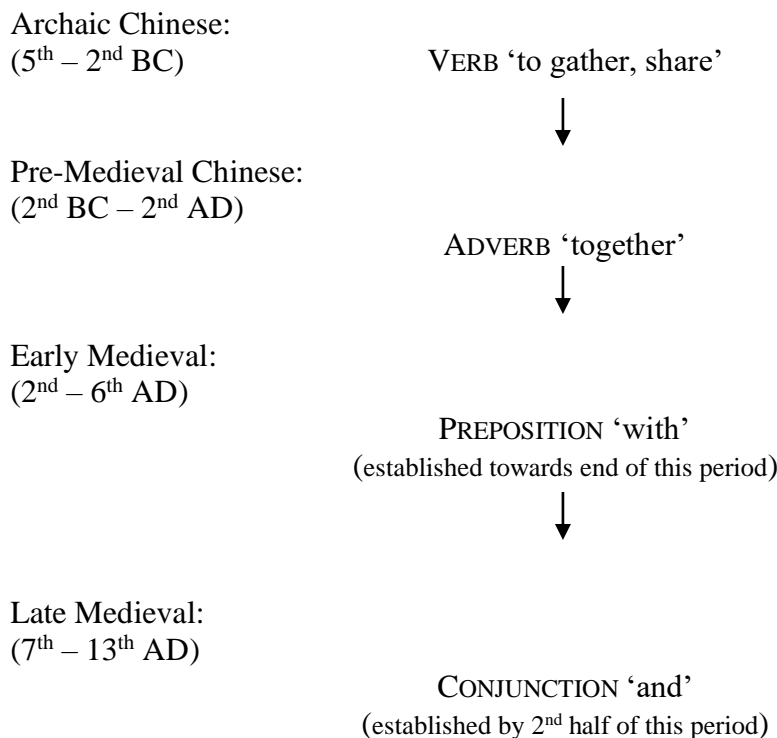 Archaic Chinese:
(5th – 2nd BC) VERB ‘to gather, share’
Pre-Medieval Chinese:
(2nd BC – 2nd AD)
ADVERB ‘together’
Early Medieval:
(2nd – 6th AD)
PREPOSITION ‘with’
(established towards end of this period)
Late Medieval:
(7th – 13th AD)
CONJUNCTION ‘and’
(established by 2nd half of this period)